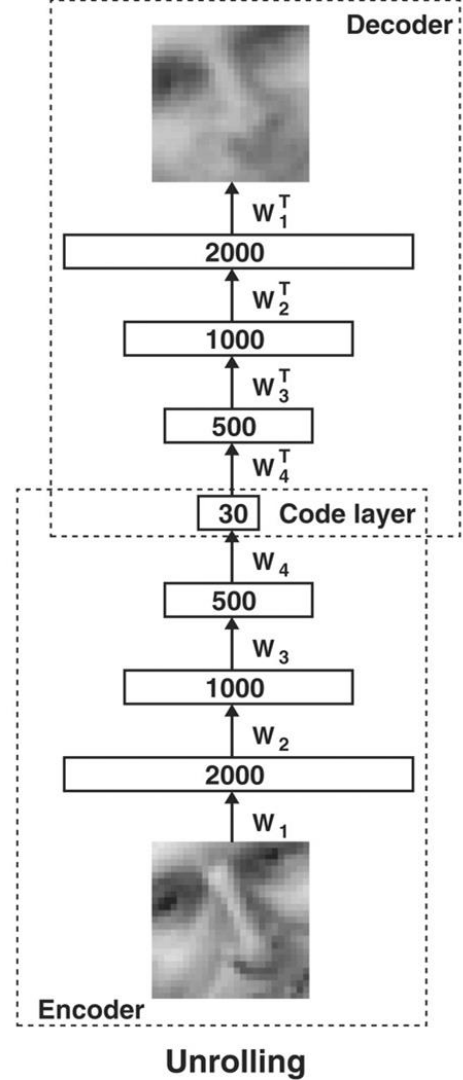 Decoder
W₁ᵀ
2000
W₂ᵀ
1000
W₃ᵀ
500
W₄ᵀ
30 Code layer
W₄
500
W₃
1000
W₂
2000
W₁
Encoder
Unrolling